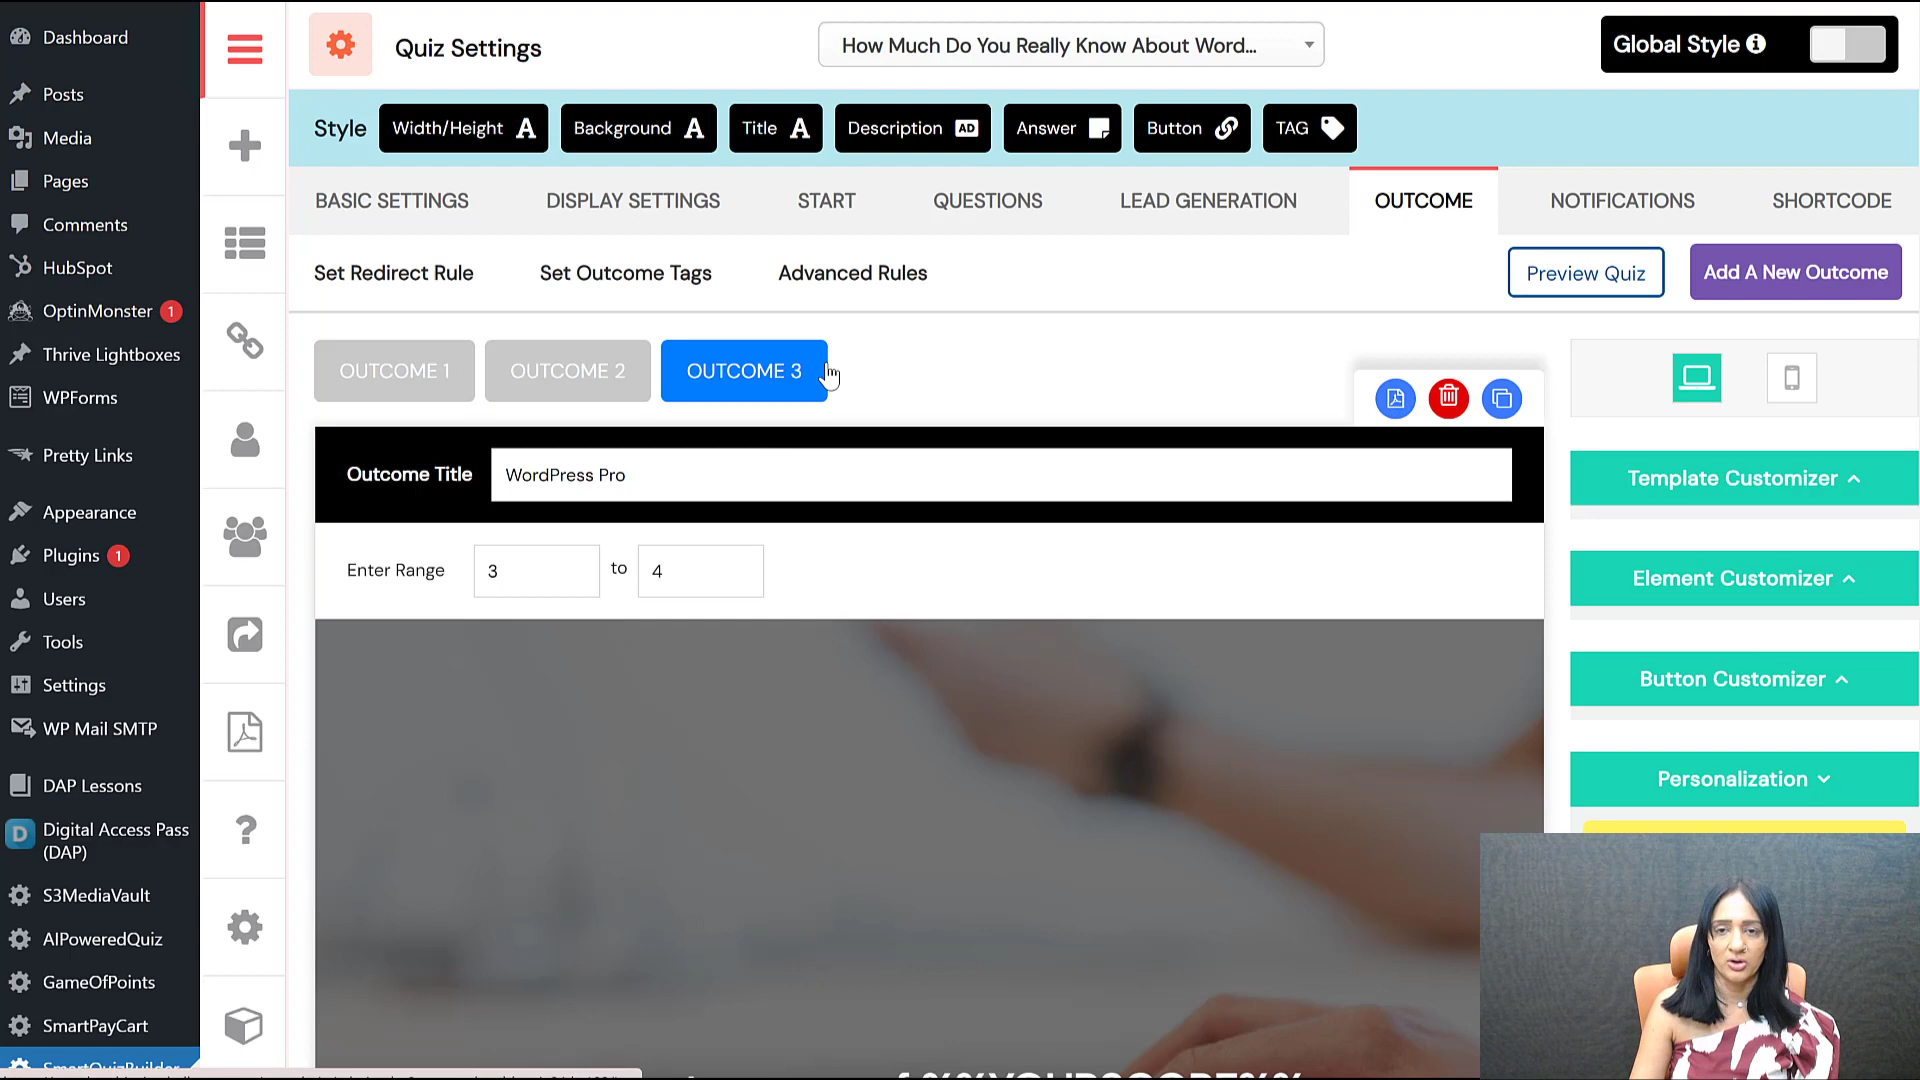 Dashboard
Posts
Media
Pages
Comments
HubSpot
OptinMonster 1
Thrive Lightboxes
WPForms
Pretty Links
Appearance
Plugins 1
Users
Tools
Settings
WP Mail SMTP
DAP Lessons
Digital Access Pass
(DAP)
S3MediaVault
AIPoweredQuiz
GameOfPoints
SmartPayCart
SmartQuizBuilder
Quiz Settings
How Much Do You Really Know About Word...
Global Style
Style
Width/Height
Background
Title
Description AD
Answer
Button
TAG
BASIC SETTINGS
DISPLAY SETTINGS
START
QUESTIONS
LEAD GENERATION
OUTCOME
NOTIFICATIONS
SHORTCODE
Set Redirect Rule
Set Outcome Tags
Advanced Rules
Preview Quiz
Add A New Outcome
OUTCOME 1
OUTCOME 2
OUTCOME 3
Outcome Title
WordPress Pro
Enter Range
3
to
4
Template Customizer
Element Customizer
Button Customizer
Personalization
%%YOURSCORE%%